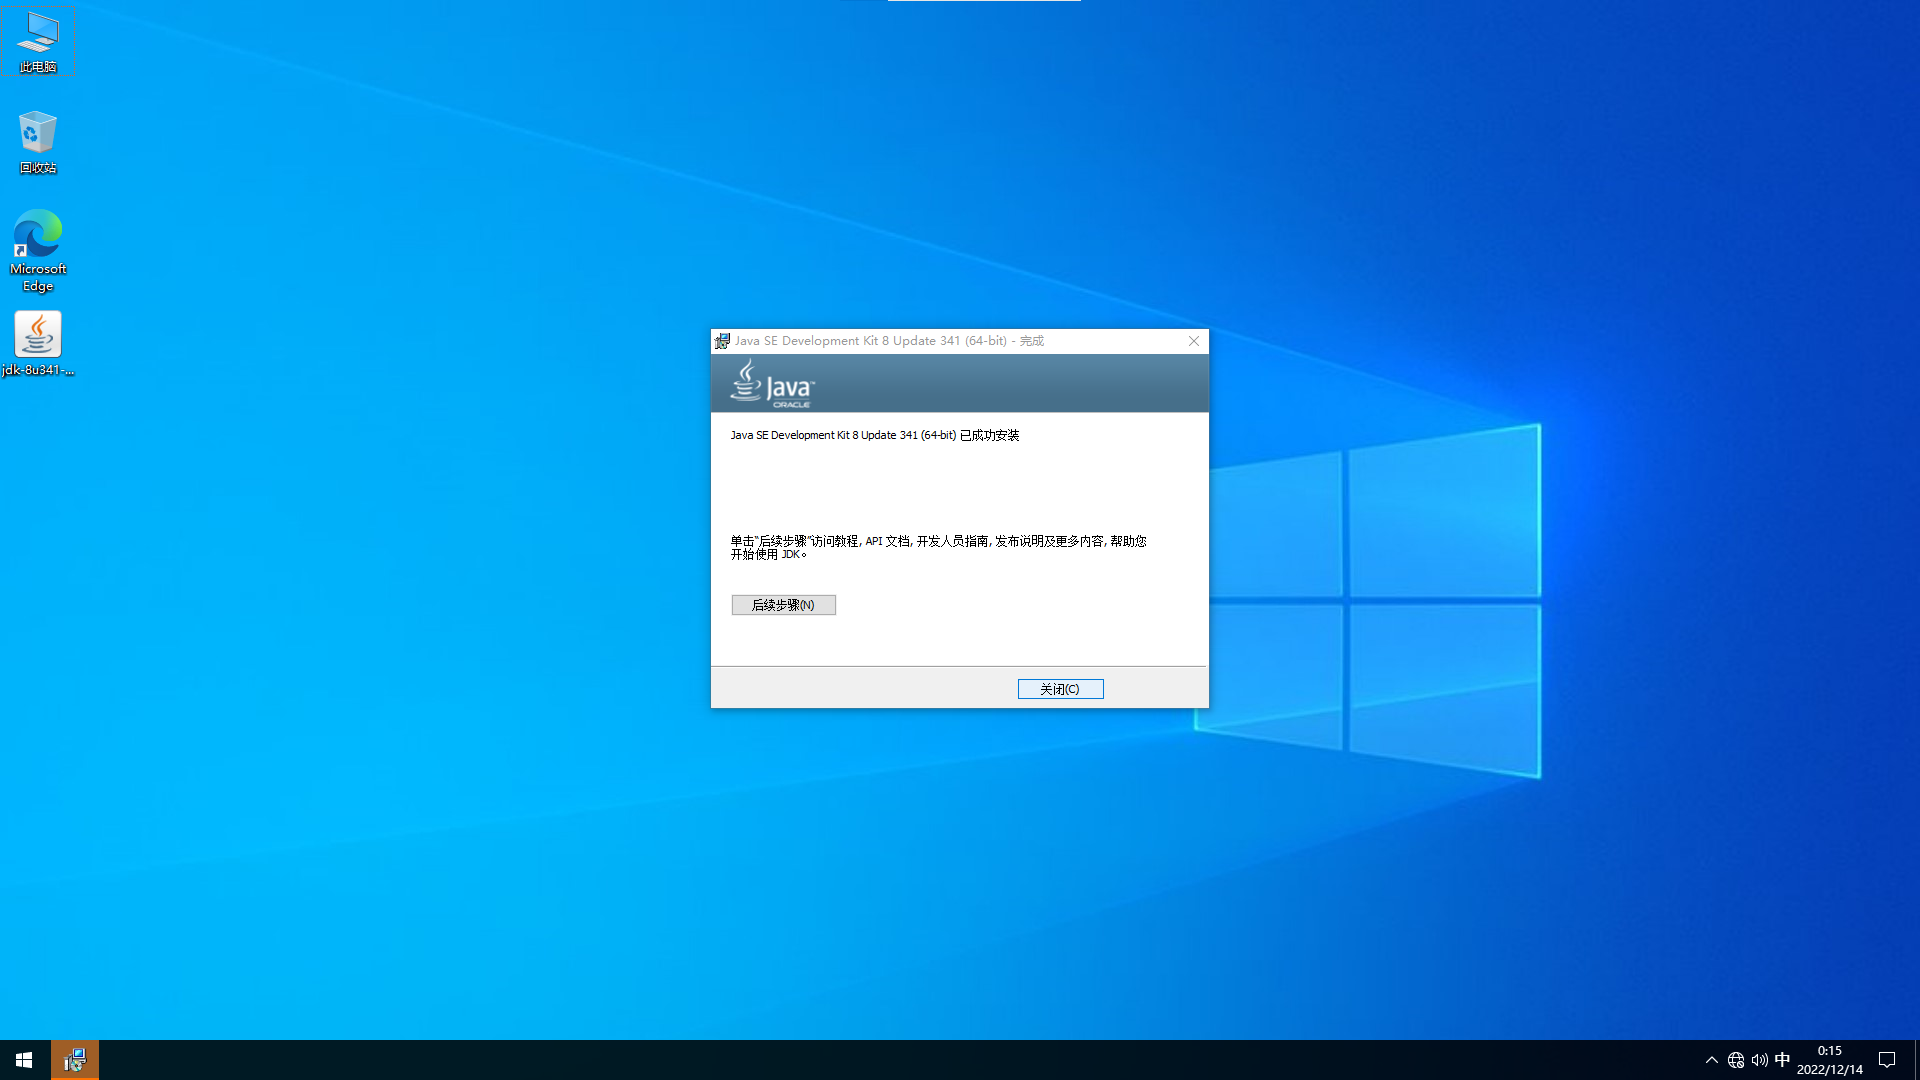 此电脑
回收站
Microsoft
Edge
jdk-8u341-...
Java SE Development Kit 8 Update 341 (64-bit) - 完成
Java™
ORACLE
Java SE Development Kit 8 Update 341 (64-bit) 已成功安装
单击"后续步骤"访问教程, API 文档, 开发人员指南, 发布说明及更多内容, 帮助您
开始使用 JDK。
后续步骤(N)
关闭(C)
中
0:15
2022/12/14